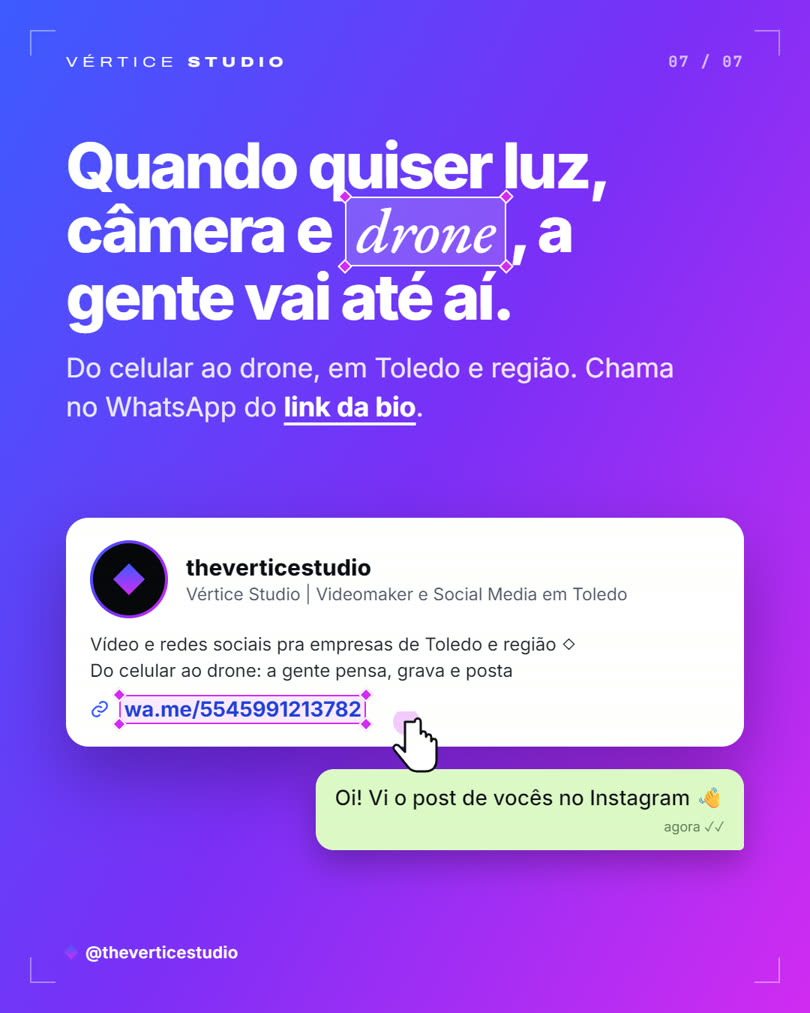 VÉRTICE STUDIO
07 / 07
Quando quiser luz,
câmera e drone, a
gente vai até aí.
Do celular ao drone, em Toledo e região. Chama
no WhatsApp do link da bio.
theverticestudio
Vértice Studio | Videomaker e Social Media em Toledo
Vídeo e redes sociais pra empresas de Toledo e região ◇
Do celular ao drone: a gente pensa, grava e posta
wa.me/5545991213782
Oi! Vi o post de vocês no Instagram 👋
agora ✓✓
@theverticestudio